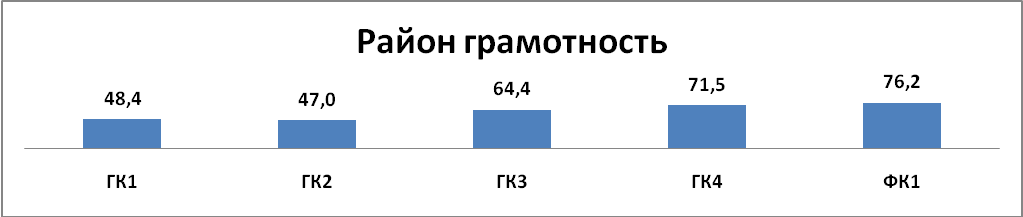 Район грамотность
48,4 47,0 64,4 71,5 76,2
ГК1 ГК2 ГК3 ГК4 ФК1